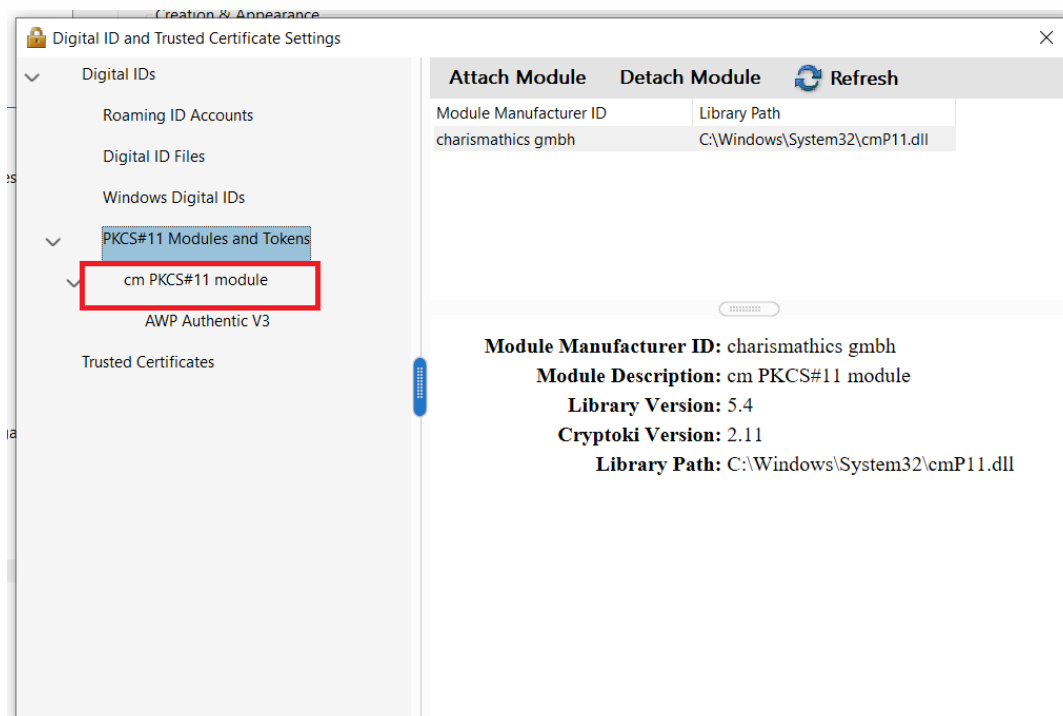 Creation & Appearance
Digital ID and Trusted Certificate Settings
Digital IDs
Roaming ID Accounts
Digital ID Files
Windows Digital IDs
PKCS#11 Modules and Tokens
cm PKCS#11 module
AWP Authentic V3
Trusted Certificates
Attach Module Detach Module Refresh
Module Manufacturer ID Library Path
charismathics gmbh C:\Windows\System32\cmP11.dll
Module Manufacturer ID: charismathics gmbh
Module Description: cm PKCS#11 module
Library Version: 5.4
Cryptoki Version: 2.11
Library Path: C:\Windows\System32\cmP11.dll